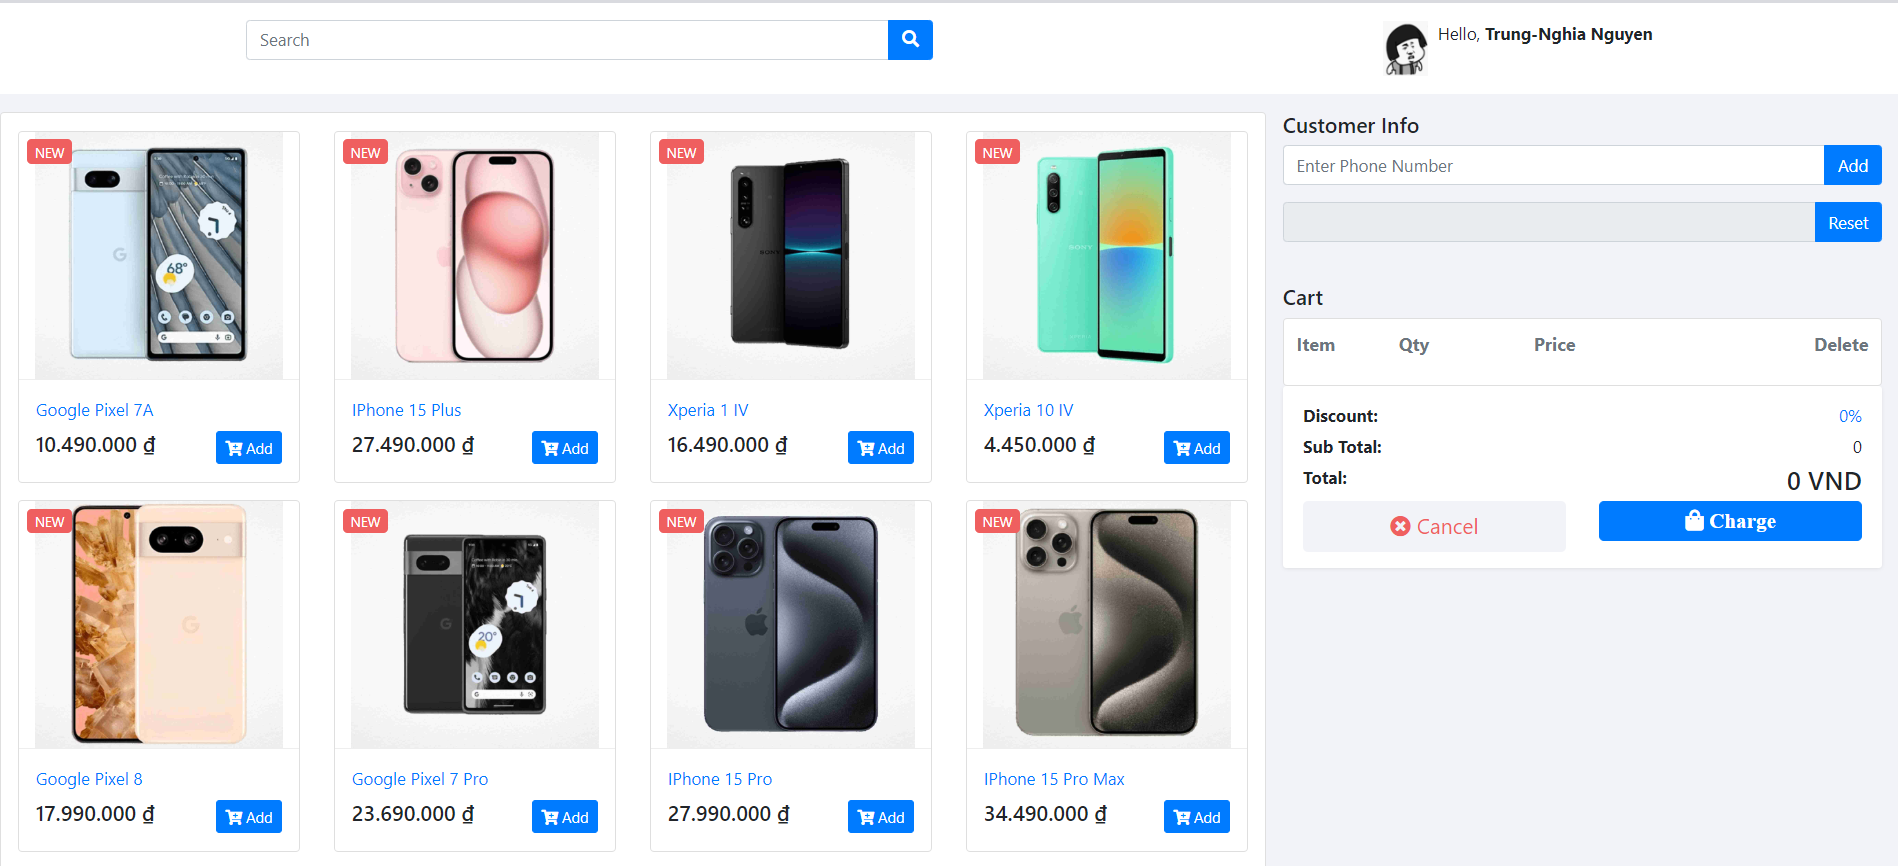 Search
Hello, Trung-Nghia Nguyen
NEW
NEW
NEW
NEW
SONY
SONY
68°
Google Pixel 7A
10.490.000 ₫
Add
IPhone 15 Plus
27.490.000 ₫
Add
Xperia 1 IV
16.490.000 ₫
Add
Xperia 10 IV
4.450.000 ₫
Add
NEW
NEW
NEW
NEW
20°
Google Pixel 8
17.990.000 ₫
Add
Google Pixel 7 Pro
23.690.000 ₫
Add
IPhone 15 Pro
27.990.000 ₫
Add
IPhone 15 Pro Max
34.490.000 ₫
Add
Customer Info
Enter Phone Number
Add
Reset
Cart
Item Qty Price Delete
Discount: 0%
Sub Total: 0
Total: 0 VND
Cancel
Charge